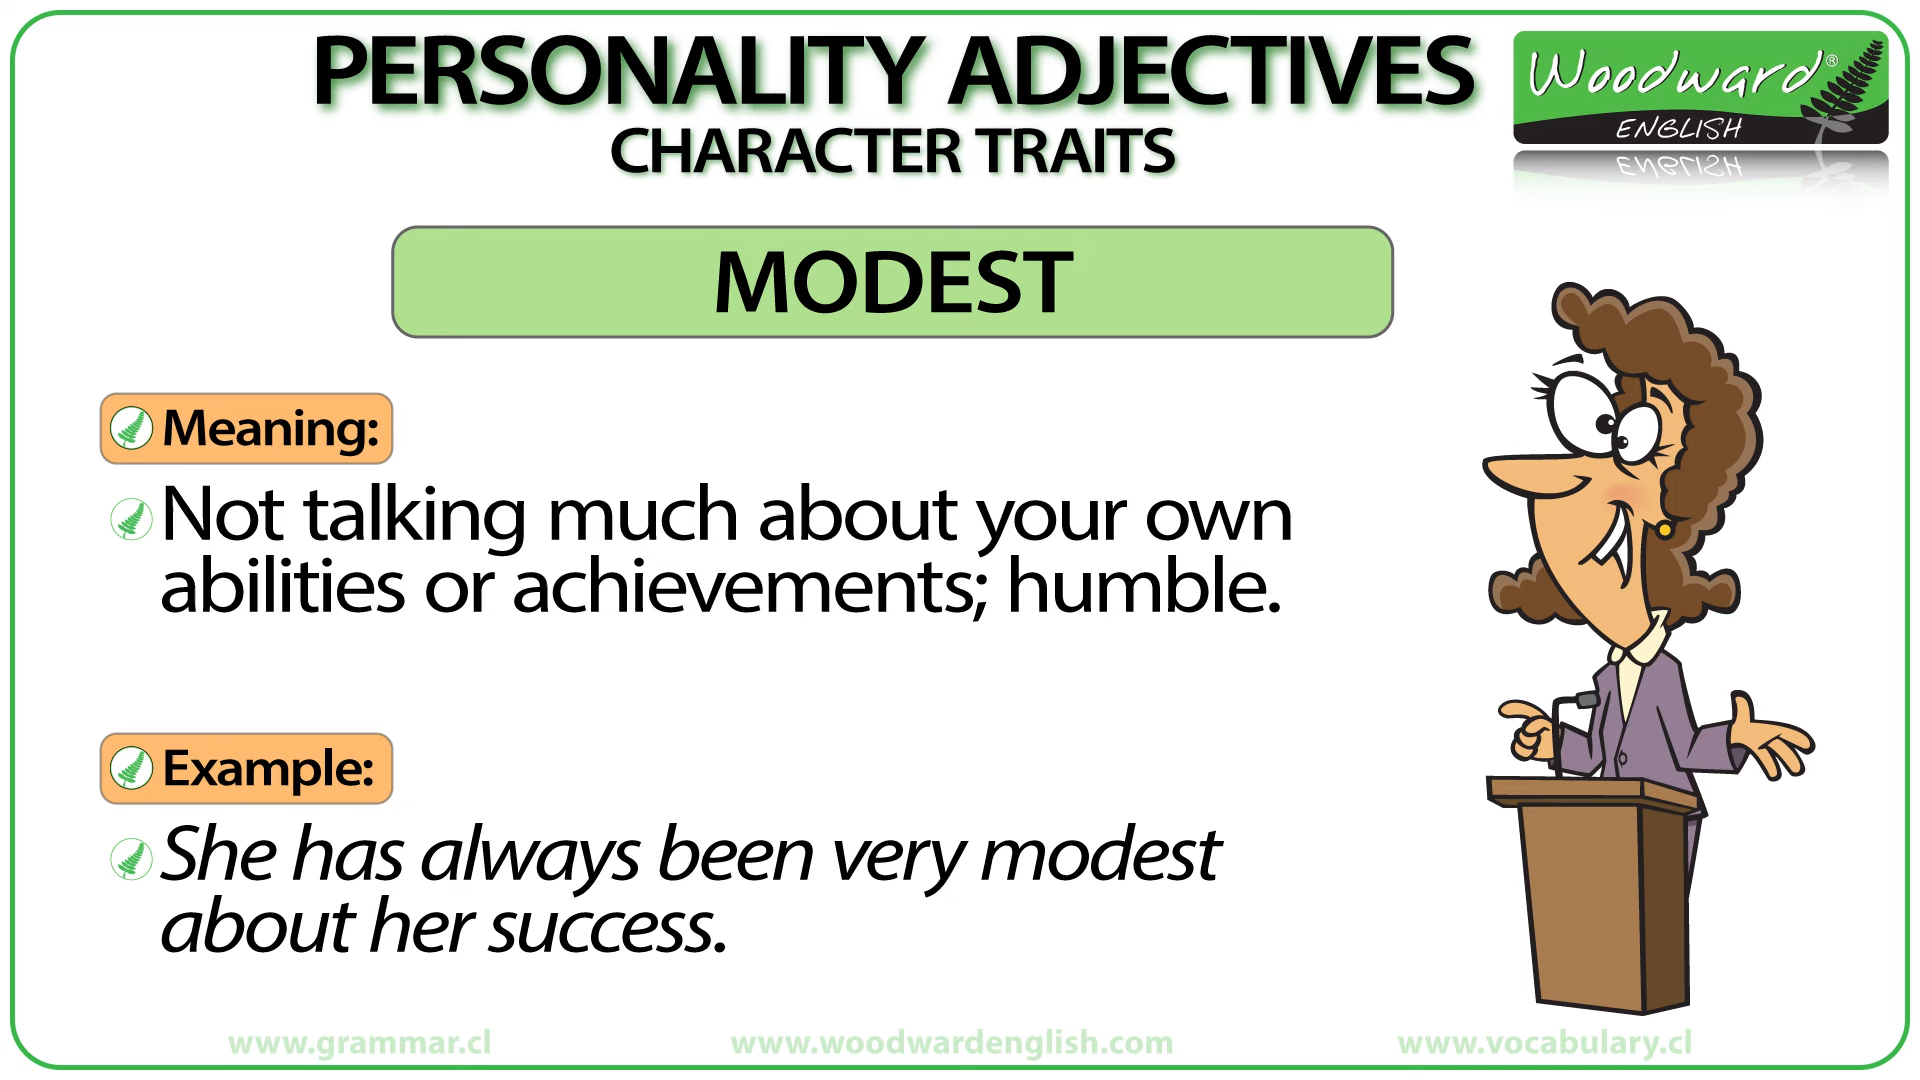 PERSONALITY ADJECTIVES
CHARACTER TRAITS
Woodward®
ENGLISH
MODEST
Meaning:
Not talking much about your own
abilities or achievements; humble.
Example:
She has always been very modest
about her success.
www.grammar.cl
www.woodwardenglish.com
www.vocabulary.cl